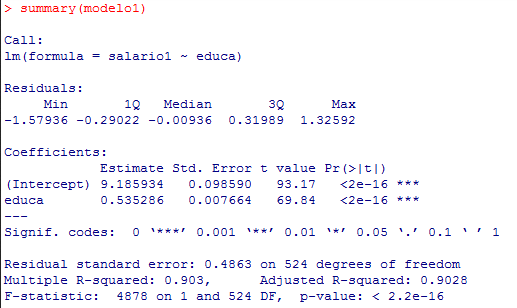 > summary(modelo1)
Call:
lm(formula = salario1 ~ educa)
Residuals:
     Min       1Q   Median       3Q      Max
-1.57936 -0.29022 -0.00936  0.31989  1.32592
Coefficients:
            Estimate Std. Error t value Pr(>|t|)
(Intercept) 9.185934   0.098590   93.17   <2e-16 ***
educa       0.535286   0.007664   69.84   <2e-16 ***
---
Signif. codes:  0 ‘***’ 0.001 ‘**’ 0.01 ‘*’ 0.05 ‘.’ 0.1 ‘ ’ 1
Residual standard error: 0.4863 on 524 degrees of freedom
Multiple R-squared: 0.903,      Adjusted R-squared: 0.9028
F-statistic:  4878 on 1 and 524 DF,  p-value: < 2.2e-16